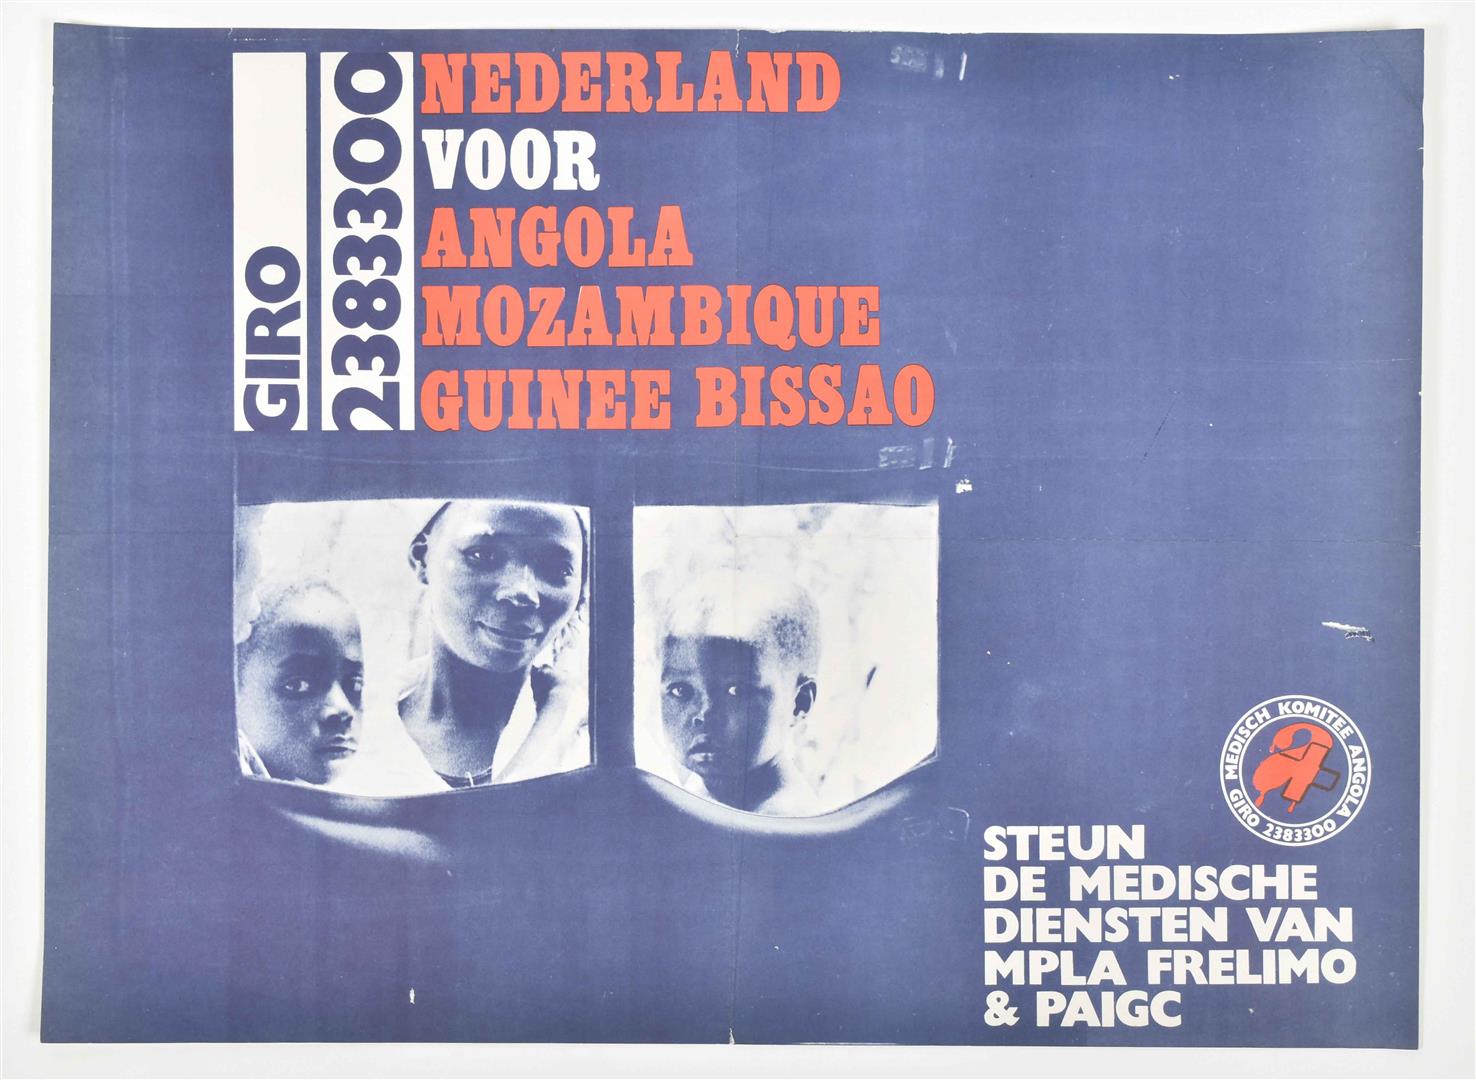 GIRO
2383300
NEDERLAND
VOOR
ANGOLA
MOZAMBIQUE
GUINEE BISSAO
MEDISCH KOMITEE ANGOLA
GIRO 2383300
STEUN
DE MEDISCHE
DIENSTEN VAN
MPLA FRELIMO
& PAIGC